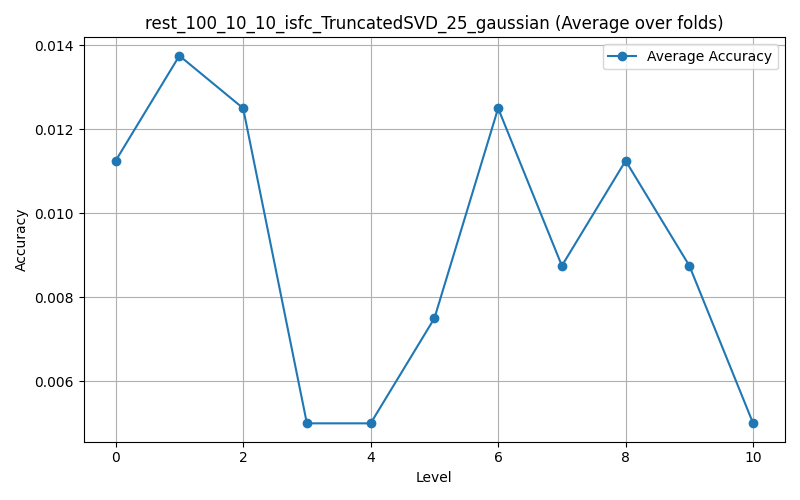 rest_100_10_10_isfc_TruncatedSVD_25_gaussian (Average over folds)
Average Accuracy
0.014
0.012
0.010
0.008
0.006
Accuracy
0 2 4 6 8 10
Level